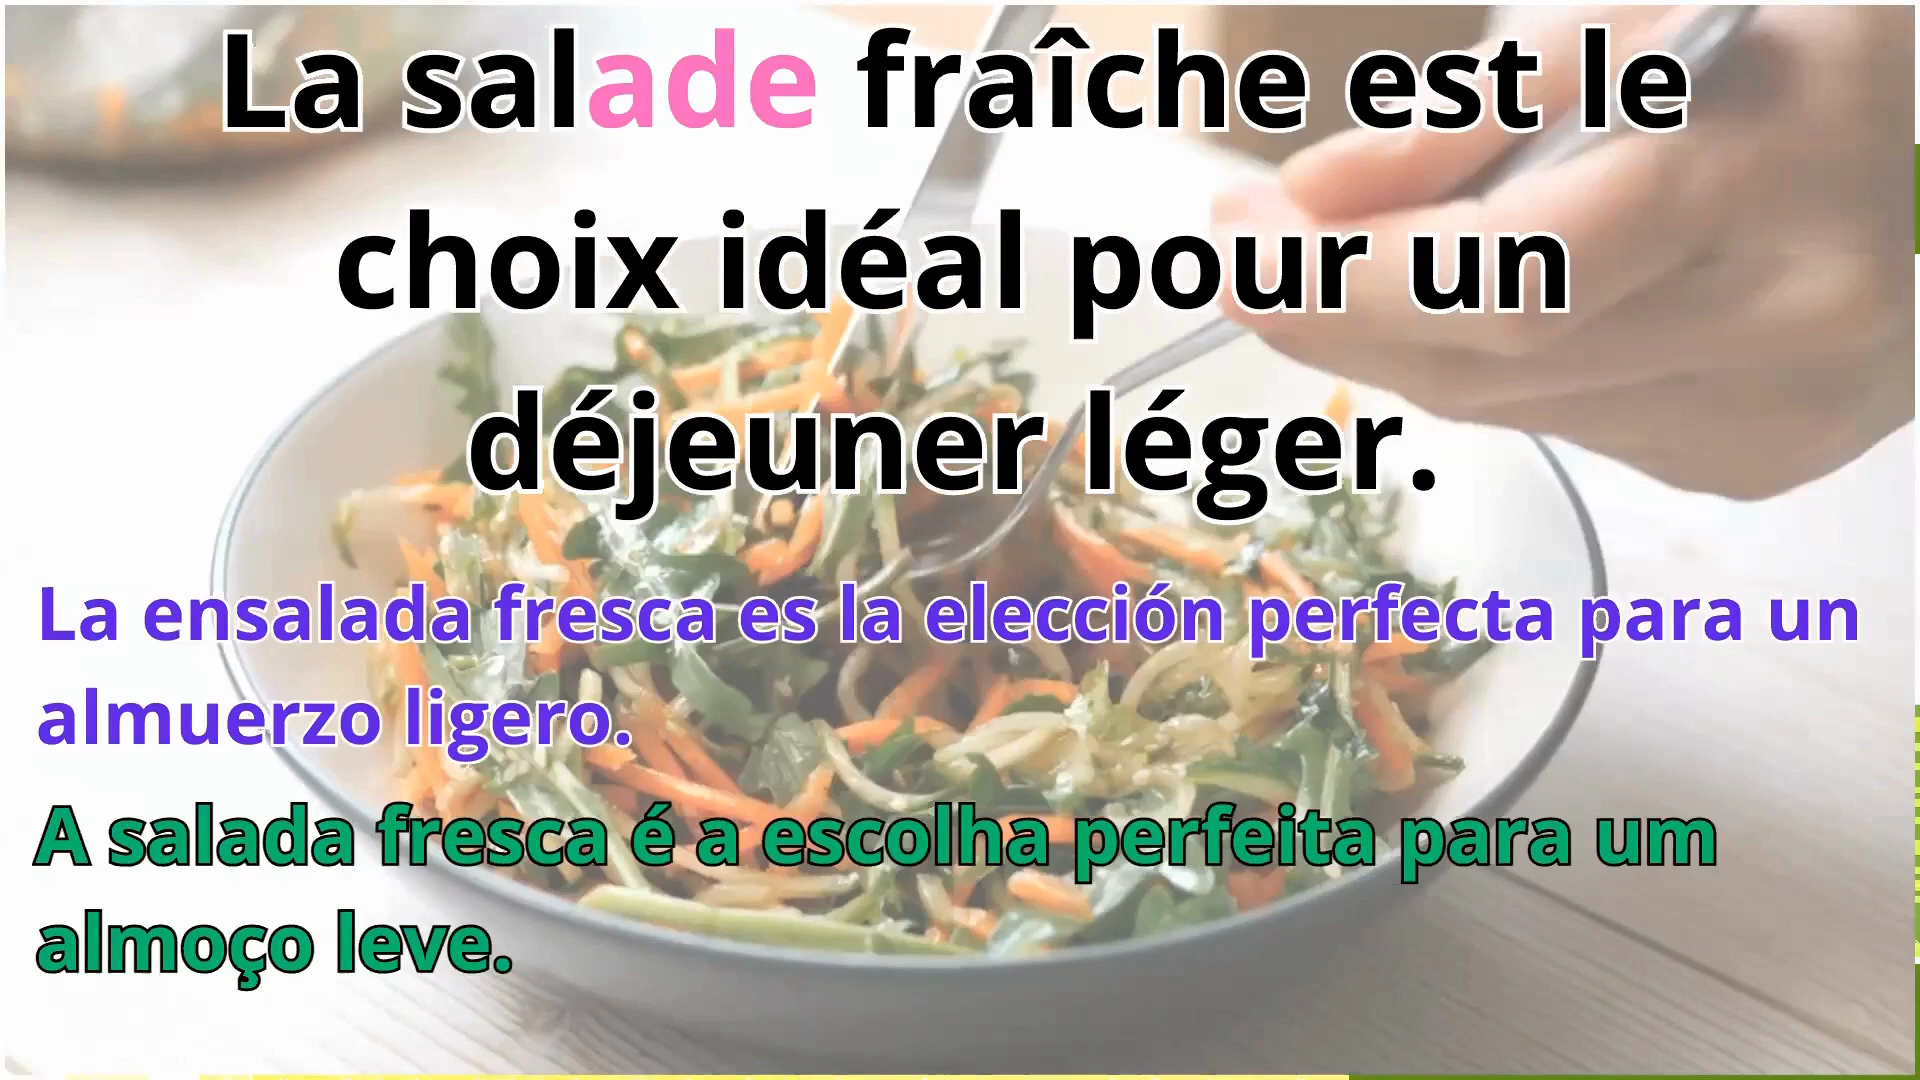 La salade fraîche est le
choix idéal pour un
déjeuner léger.
La ensalada fresca es la elección perfecta para un
almuerzo ligero.
A salada fresca é a escolha perfeita para um
almoço leve.